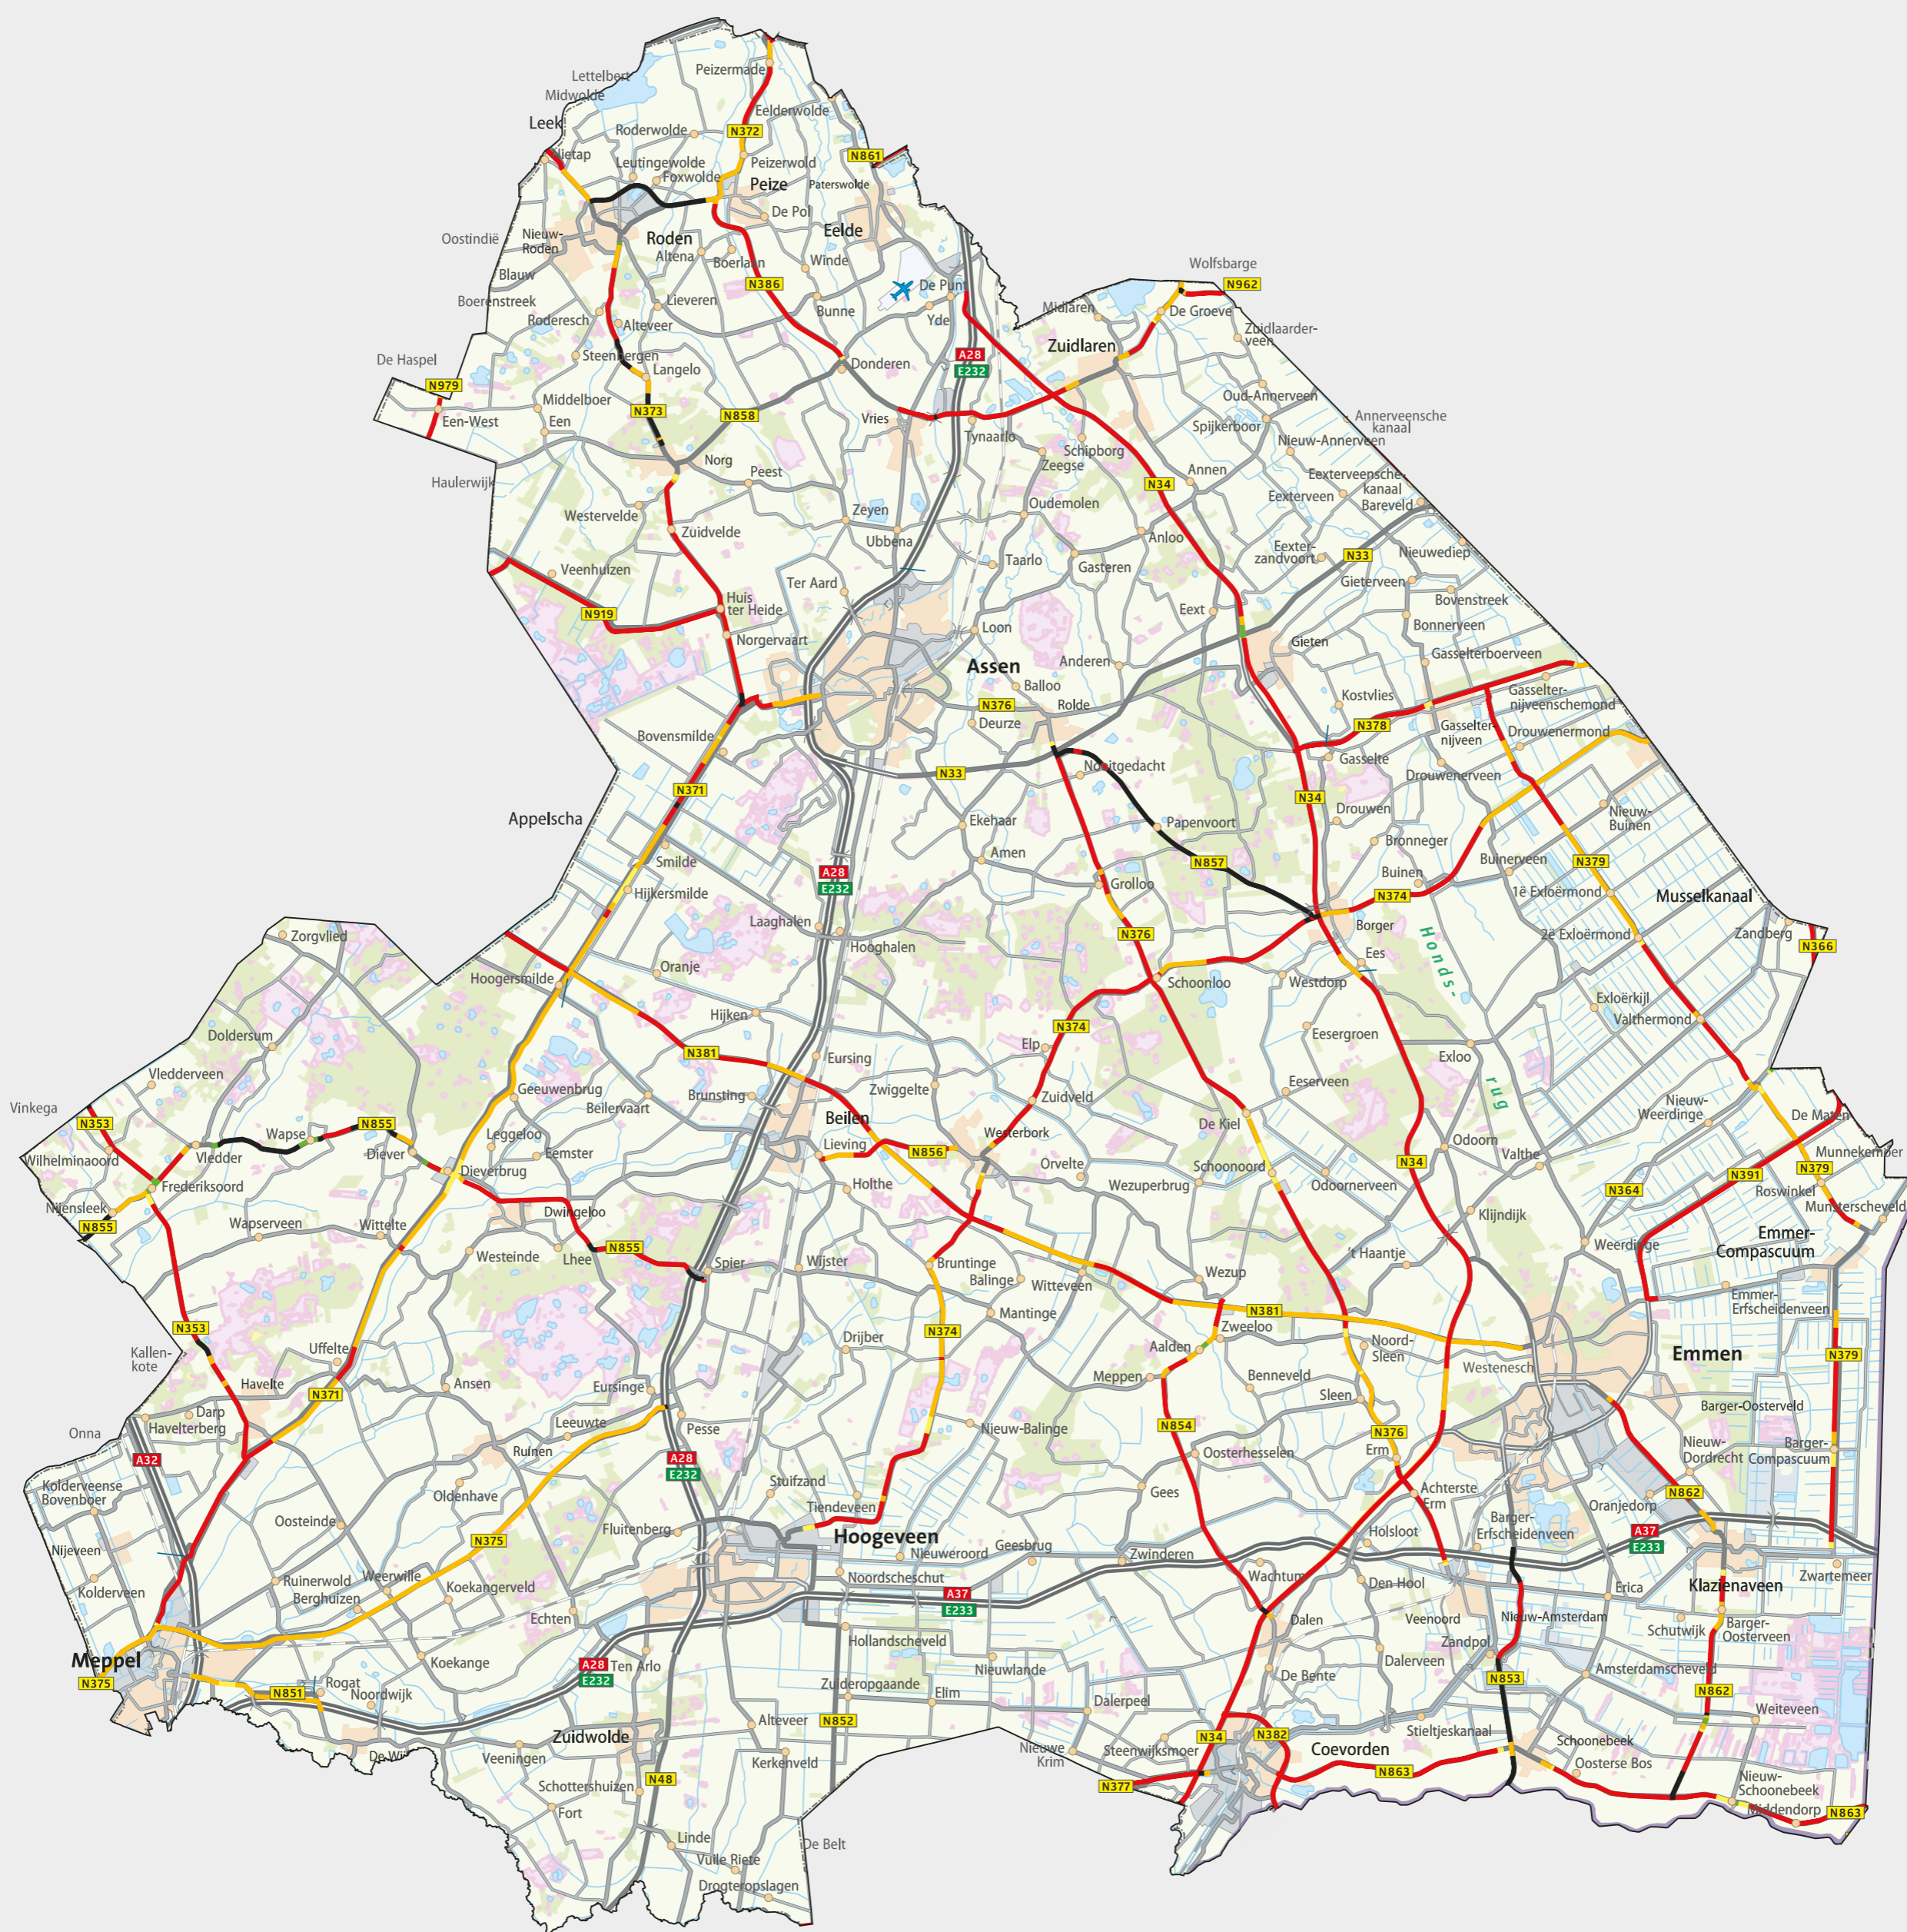 Lettelbert
Midwolde
Leek
Peizermade
Eelderwolde
Roderwolde
N372
N861
Nietap
Leutingewolde
Foxwolde
Peizerwold
Peize
Paterswolde
De Pol
Eelde
Oostindië
Nieuw-
Roden
Roden
Altena
Boerlaan
Winde
Blauw
N386
De Punt
Wolfsbarge
N962
Boerenstreek
Lieveren
Bunne
Yde
Midlaren
De Groeve
Roderesch
Alteveer
Zuidlaarder-
veen
Zuidlaren
De Haspel
Steenbergen
Langelo
Donderen
A28
E232
N979
Middelboer
N373
N858
Een-West
Een
Vries
Tynaarlo
Oud-Annerveen
Spijkerboor
Annerveensche
kanaal
Nieuw-Annerveen
Norg
Schipborg
Zeegse
Annen
Haulerwijk
Peest
N34
Eexterveensche-
kanaal
Eexterveen
Bareveld
Westervelde
Zeyen
Oudemolen
Zuidvelde
Ubbena
Anloo
Eexter-
zandvoort
N33
Nieuwediep
Veenhuizen
Ter Aard
Taarlo
Gasteren
Gieterveen
Huis
ter Heide
N919
Bovenstreek
Eext
Bonnerveen
Norgervaart
Loon
Gieten
Assen
Anderen
Gasselterboerveen
Balloo
N376
Rolde
Kostvlies
Gasselter-
nijveenschemond
Deurze
N378
Gasselter-
nijveen
Drouwenermond
Bovensmilde
Nooitgedacht
Gasselte
N33
Drouwenerveen
N371
N34
Appelscha
Drouwen
Nieuw-
Buinen
Ekehaar
Papenvoort
Bronneger
Smilde
Amen
N857
Buinerveen
N379
A28
E232
Hijkersmilde
Grolloo
Buinen
N374
1ë Exloërmond
Musselkanaal
Laaghalen
Hooghalen
N376
Borger
2ë Exloërmond
Zandberg
N366
Zorgvlied
Ees
Honds-
rug
Hoogersmilde
Oranje
Schoonloo
Westdorp
Exloërkijl
Valthermond
Hijken
N374
Eesergroen
Doldersum
N381
Elp
Exloo
Eursing
Vledderveen
Geeuwenbrug
Zwiggelte
Eeserveen
Vinkega
Beilervaart
Brunsting
Zuidveld
Nieuw-
Weerdinge
De Maten
N353
Beilen
De Kiel
Wapse
N855
Leggeloo
Lieving
Westerbork
Odoorn
Wilhelminaoord
Vledder
Diever
Eemster
N856
Valthe
Munnekemoer
N34
Dieverbrug
Orvelte
Schoonoord
N379
N391
Frederiksoord
Holthe
Wezuperbrug
Odoornerveen
N364
Roswinkel
Nijensleek
Dwingeloo
Munsterscheveld
N855
Wapserveen
Wittelte
Klijndijk
Emmer-
Compascuum
Westeinde
Lhee
N855
Spier
Wijster
Bruntinge
't Haantje
Weerdinge
Balinge
Witteveen
Wezup
Mantinge
N381
Emmer-
Erfscheidenveen
N353
Drijber
N374
Zweeloo
Noord-
Sleen
Kallen-
kote
Uffelte
Aalden
Westenesch
Emmen
N379
Havelte
Ansen
Eursinge
Meppen
Benneveld
N371
Sleen
Darp
Havelterberg
Barger-Oosterveld
Leeuwte
Pesse
Nieuw-Balinge
N854
N376
Onna
Ruinen
Oosterhesselen
Erm
Nieuw-
Dordrecht
Barger-
Compascuum
A32
A28
E232
Kolderveense
Bovenboer
Oldenhave
Stuifzand
Gees
Achterste
Erm
N862
Tiendeveen
Oranjedorp
Oosteinde
Fluitenberg
Hoogeveen
Barger-
Erfscheidenveen
A37
E233
N375
Holsloot
Nijeveen
Nieuweroord
Geesbrug
Zwinderen
Ruinerwold
Weerwille
Berghuizen
Koekangerveld
Noordscheschut
Wachtum
Den Hool
Erica
Klazienaveen
Zwartemeer
Kolderveen
A37
E233
Echten
Dalen
Veenoord
Nieuw-Amsterdam
Schutwijk
Barger-
Oosterveen
Hollandscheveld
Zandpol
Meppel
Koekange
A28
E232
Ten Arlo
Nieuwlande
De Bente
Dalerveen
Amsterdamscheveld
N375
N851
Rogat
Noordwijk
Zuideropgaande
N853
N862
Elim
Dalerpeel
Weiteveen
Zuidwolde
Alteveer
N852
Stieltjeskanaal
De Wijk
Veeningen
Kerkenveld
Nieuwe
Krim
Steenwijksmoer
N34
N382
Coevorden
Schoonebeek
Oosterse Bos
Schottershuizen
N48
N377
N863
Nieuw-
Schoonebeek
Fort
Middendorp
N863
Linde
De Belt
Vuile Riete
Drogteropslagen